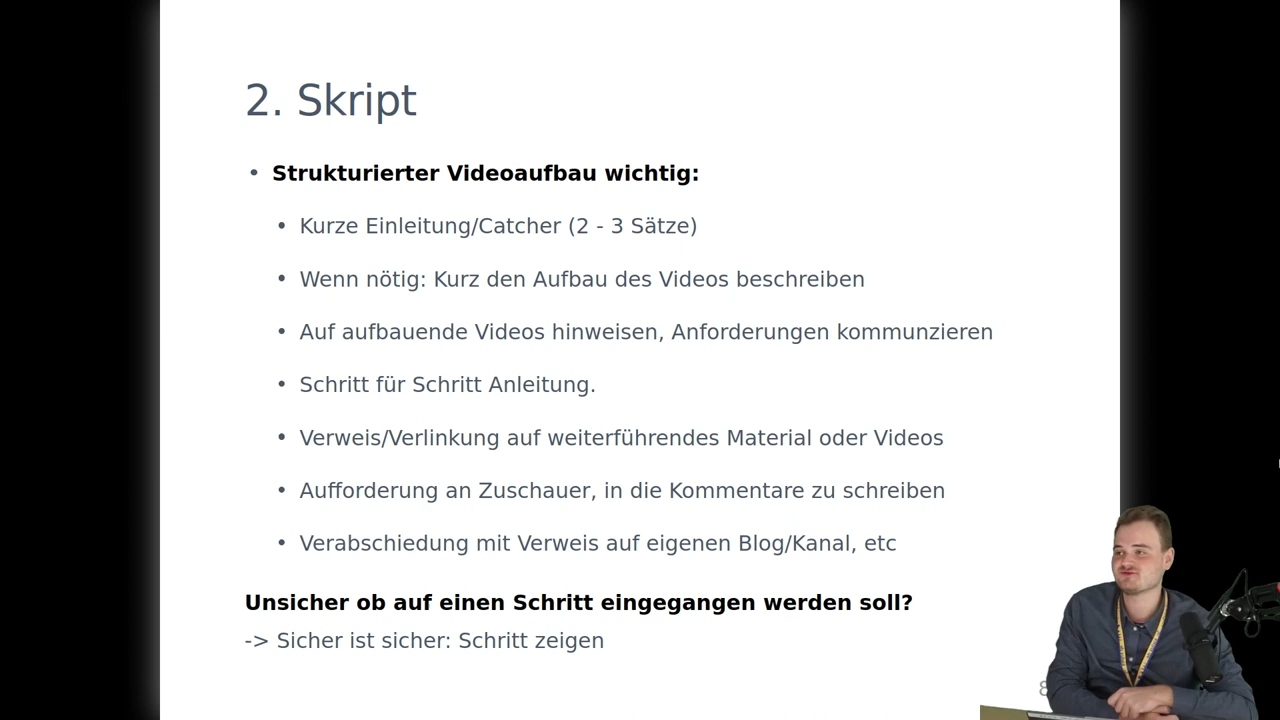 2. Skript
• Strukturierter Videoaufbau wichtig:
• Kurze Einleitung/Catcher (2 - 3 Sätze)
• Wenn nötig: Kurz den Aufbau des Videos beschreiben
• Auf aufbauende Videos hinweisen, Anforderungen kommunzieren
• Schritt für Schritt Anleitung.
• Verweis/Verlinkung auf weiterführendes Material oder Videos
• Aufforderung an Zuschauer, in die Kommentare zu schreiben
• Verabschiedung mit Verweis auf eigenen Blog/Kanal, etc
Unsicher ob auf einen Schritt eingegangen werden soll?
-> Sicher ist sicher: Schritt zeigen